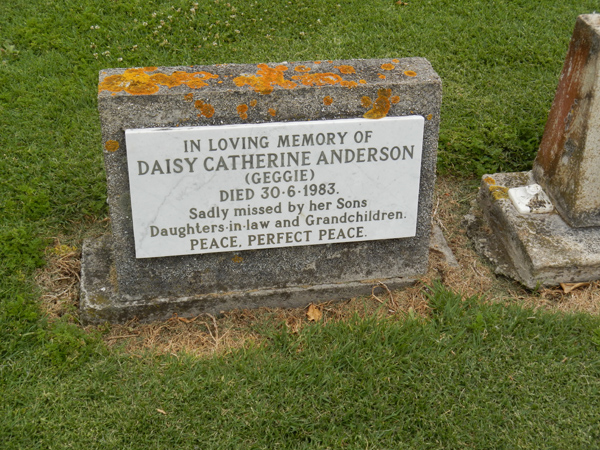 IN LOVING MEMORY OF
DAISY CATHERINE ANDERSON
(GEGGIE)
DIED 30·6·1983.
Sadly missed by her Sons
Daughters·in·law and Grandchildren.
PEACE, PERFECT PEACE.